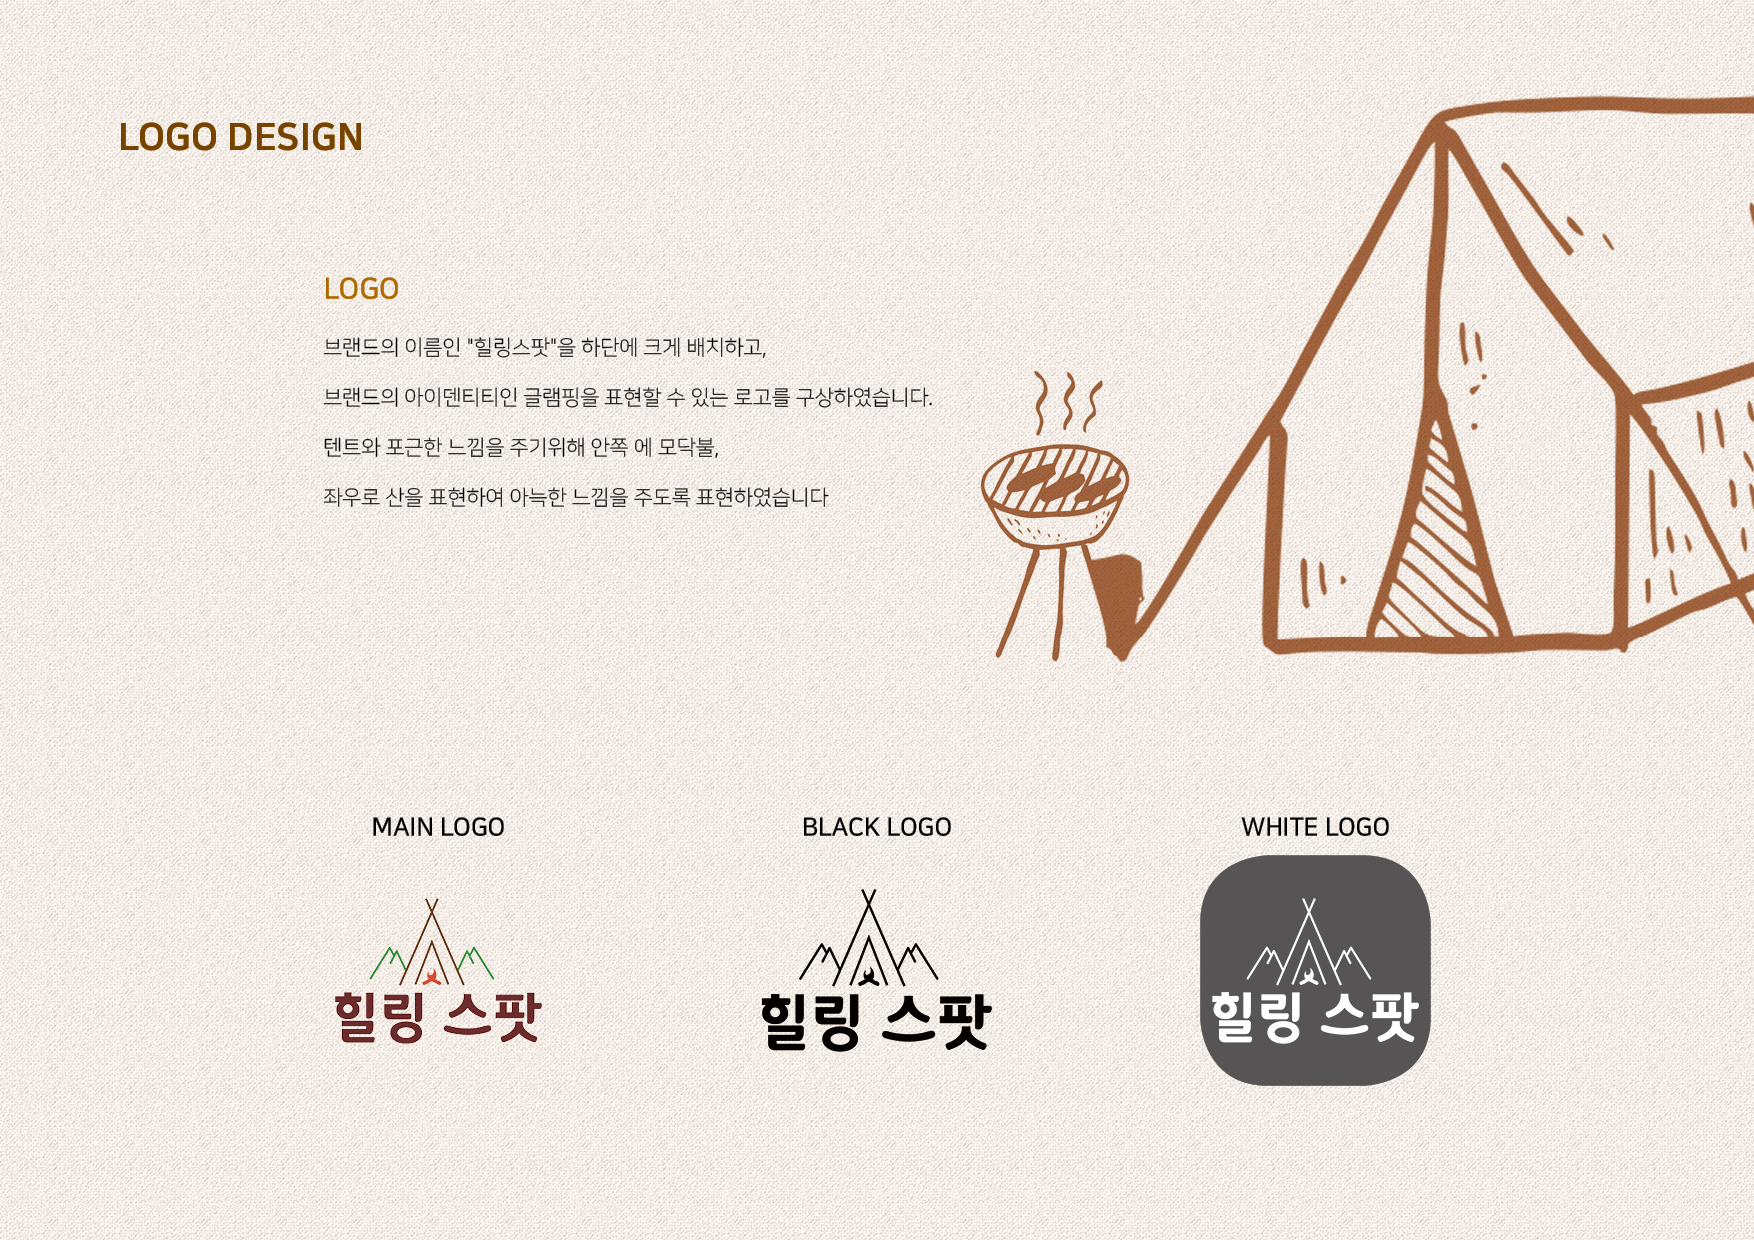 LOGO DESIGN
LOGO
브랜드의 이름인 "힐링스팟"을 하단에 크게 배치하고,
브랜드의 아이덴티티인 글램핑을 표현할 수 있는 로고를 구상하였습니다.
텐트와 포근한 느낌을 주기위해 안쪽 에 모닥불,
좌우로 산을 표현하여 아늑한 느낌을 주도록 표현하였습니다
MAIN LOGO
BLACK LOGO
WHITE LOGO
힐링 스팟
힐링 스팟
힐링 스팟